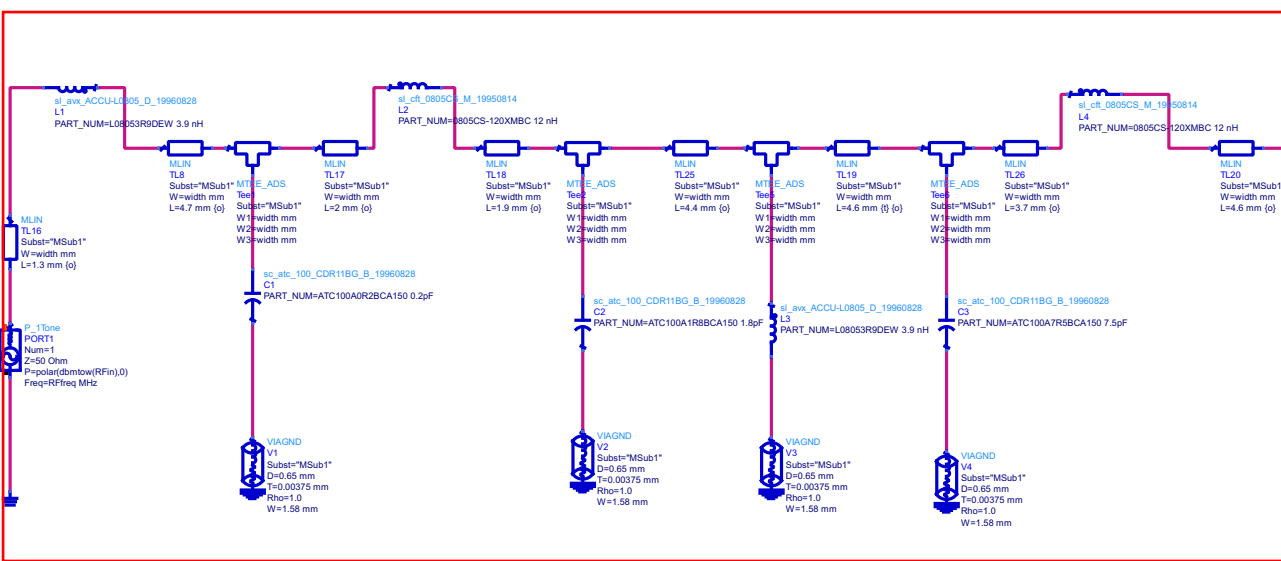 sl_avx_ACCU-L0805_D_19960828
L1
PART_NUM=L08053R9DEW 3.9 nH
sl_cft_0805CS_M_19950814
L2
PART_NUM=0805CS-120XMBC 12 nH
sl_cft_0805CS_M_19950814
L4
PART_NUM=0805CS-120XMBC 12 nH
MLIN
TL8
Subst="MSub1"
W=width mm
L=4.7 mm {o}
MTEE_ADS
Tee1
Subst="MSub1"
W1=width mm
W2=width mm
W3=width mm
MLIN
TL17
Subst="MSub1"
W=width mm
L=2 mm {o}
MLIN
TL18
Subst="MSub1"
W=width mm
L=1.9 mm {o}
MTEE_ADS
Tee2
Subst="MSub1"
W1=width mm
W2=width mm
W3=width mm
MLIN
TL25
Subst="MSub1"
W=width mm
L=4.4 mm {o}
MTEE_ADS
Tee5
Subst="MSub1"
W1=width mm
W2=width mm
W3=width mm
MLIN
TL19
Subst="MSub1"
W=width mm
L=4.6 mm {t} {o}
MTEE_ADS
Subst="MSub1"
W1=width mm
W2=width mm
W3=width mm
MLIN
TL26
Subst="MSub1"
W=width mm
L=3.7 mm {o}
MLIN
TL20
Subst="MSub1"
W=width mm
L=4.6 mm {o}
MLIN
TL16
Subst="MSub1"
W=width mm
L=1.3 mm {o}
sc_atc_100_CDR11BG_B_19960828
C1
PART_NUM=ATC100A0R2BCA150 0.2pF
sc_atc_100_CDR11BG_B_19960828
C2
PART_NUM=ATC100A1R8BCA150 1.8pF
sl_avx_ACCU-L0805_D_19960828
L3
PART_NUM=L08053R9DEW 3.9 nH
sc_atc_100_CDR11BG_B_19960828
C3
PART_NUM=ATC100A7R5BCA150 7.5pF
P_1Tone
PORT1
Num=1
Z=50 Ohm
P=polar(dbmtow(RFin),0)
Freq=RFfreq MHz
VIAGND
V1
Subst="MSub1"
D=0.65 mm
T=0.00375 mm
Rho=1.0
W=1.58 mm
VIAGND
V2
Subst="MSub1"
D=0.65 mm
T=0.00375 mm
Rho=1.0
W=1.58 mm
VIAGND
V3
Subst="MSub1"
D=0.65 mm
T=0.00375 mm
Rho=1.0
W=1.58 mm
VIAGND
V4
Subst="MSub1"
D=0.65 mm
T=0.00375 mm
Rho=1.0
W=1.58 mm